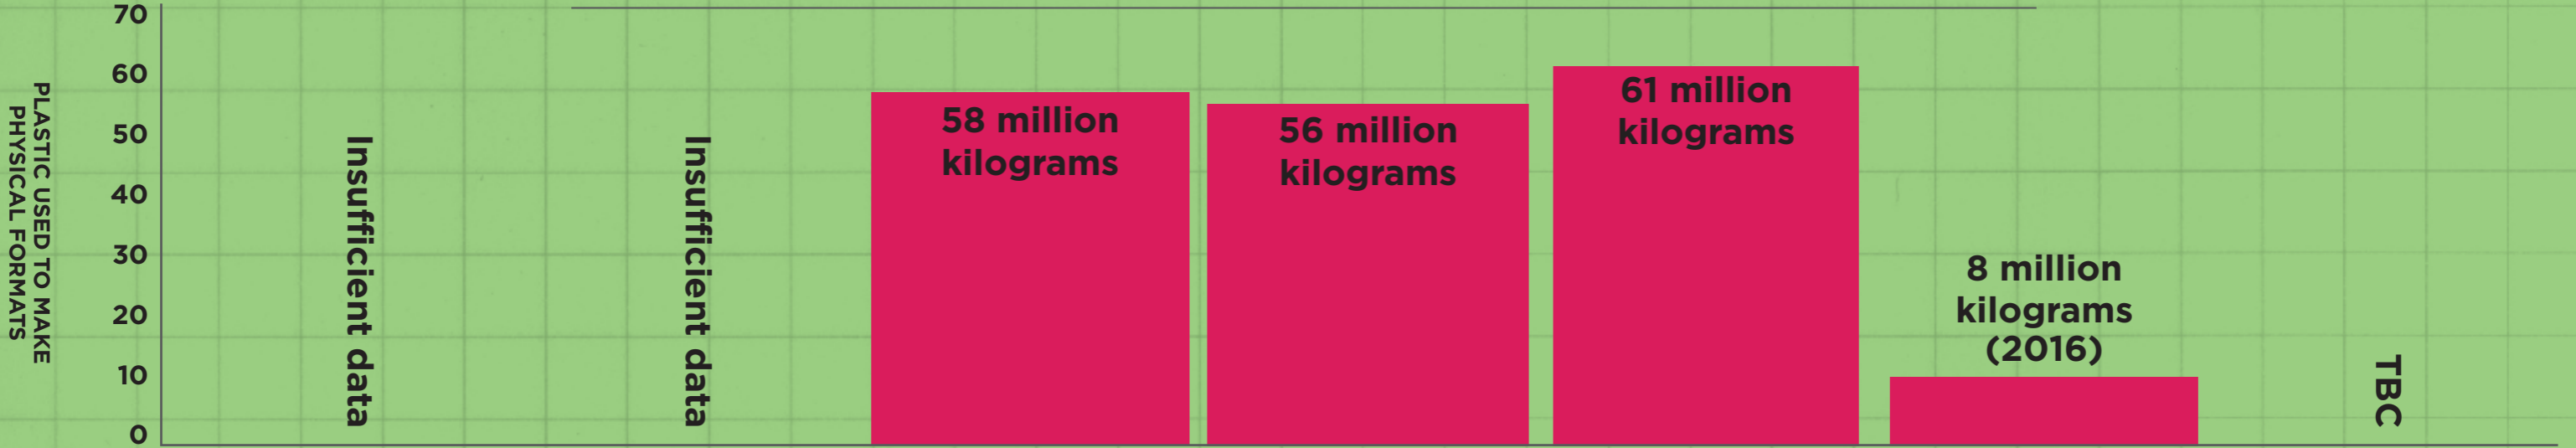 PLASTIC USED TO MAKE
PHYSICAL FORMATS
70
60
50
40
30
20
10
0
Insufficient data
Insufficient data
58 million
kilograms
56 million
kilograms
61 million
kilograms
8 million
kilograms
(2016)
TBC